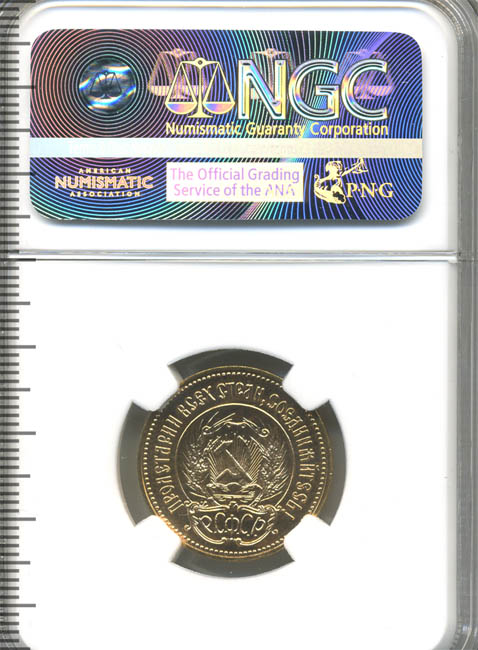 NGC
Numismatic Guaranty Corporation
AMERICAN
NUMISMATIC
ASSOCIATION
The Official Grading
Service of the ANA
PNG
ПРОЛЕТАРИИ ВСЕХ СТРАН, СОЕДИНЯЙТЕСЬ!
Р.С.Ф.С.Р.